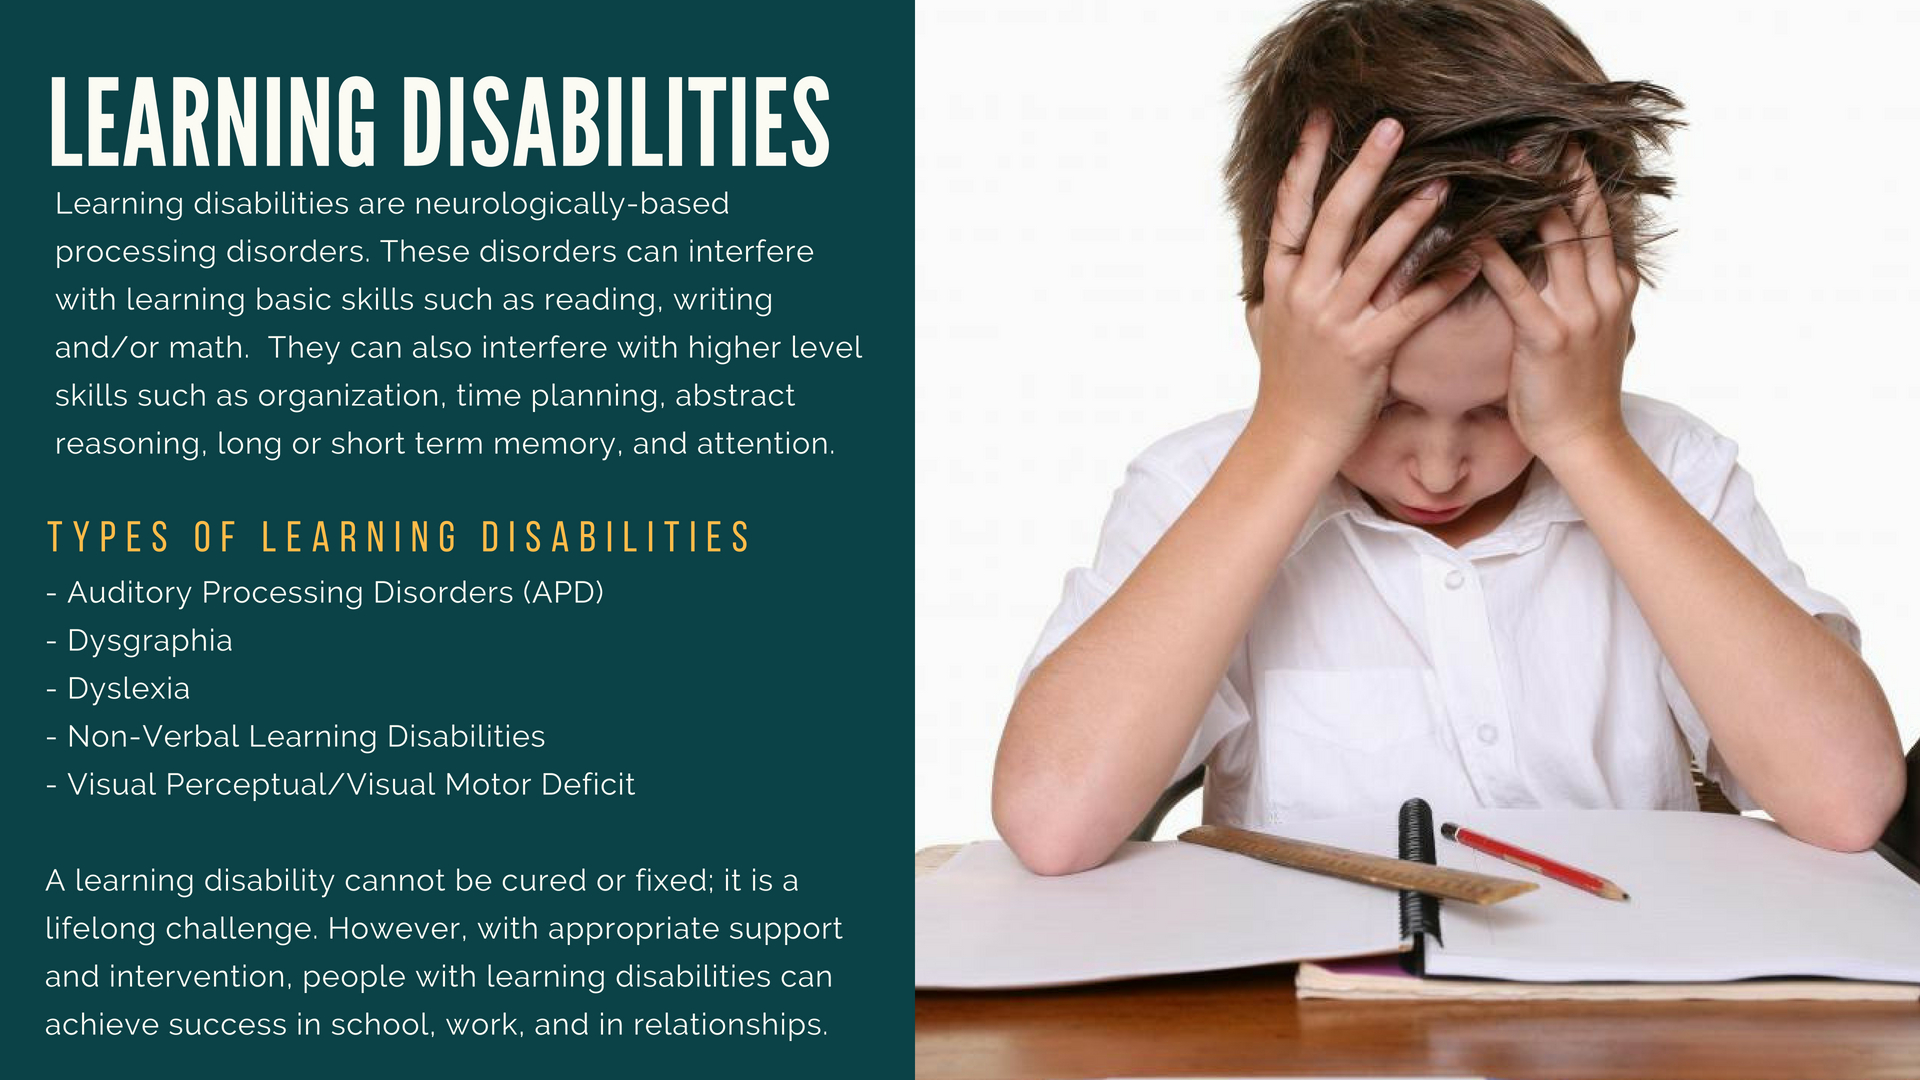 LEARNING DISABILITIES
Learning disabilities are neurologically-based
processing disorders. These disorders can interfere
with learning basic skills such as reading, writing
and/or math.  They can also interfere with higher level
skills such as organization, time planning, abstract
reasoning, long or short term memory, and attention.
TYPES OF LEARNING DISABILITIES
- Auditory Processing Disorders (APD)
- Dysgraphia
- Dyslexia
- Non-Verbal Learning Disabilities
- Visual Perceptual/Visual Motor Deficit
A learning disability cannot be cured or fixed; it is a
lifelong challenge. However, with appropriate support
and intervention, people with learning disabilities can
achieve success in school, work, and in relationships.